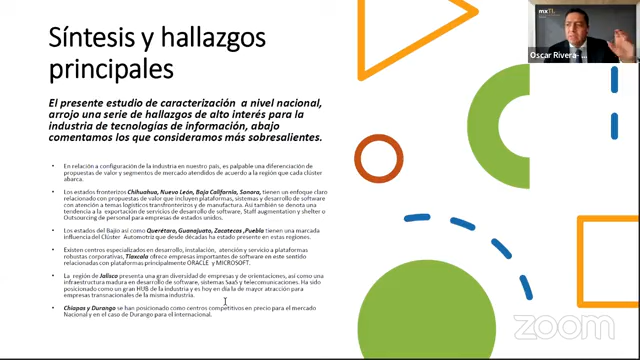 Síntesis y hallazgos
principales
El presente estudio de caracterización a nivel nacional,
arrojo una serie de hallazgos de alto interés para la
industria de tecnologías de información, abajo
comentamos los que consideramos más sobresalientes.
• En relación a configuración de la industria en nuestro país, es palpable una diferenciación de
propuestas del valor y segmentos de mercado atendidos de acuerdo a la región que cada clúster
abarca.
• Los estados fronterizos Chihuahua, Nuevo León, Baja California, Sonora, tienen un enfoque claro
relacionado con propuestas de valor que incluyen plataformas, sistemas y desarrollo de software
con atención a temas logísticos transfronterizos y de manufactura. Así también se denota una
tendencia a la exportación de servicios de desarrollo de software, Staff augmentation y shelter o
Outsourcing de personal para empresas de estados unidos.
• Los estados del Bajío así como Querétaro, Guanajuato, Zacatecas ,Puebla tienen una marcada
influencia del Clúster Automotriz que desde décadas ha estado presente en estas regiones.
• Existen centros especializados en desarrollo, instalación, atención y servicio a plataformas
robustas corporativas, Tlaxcala ofrece empresas importantes de software en este sentido
relacionadas con plataformas principalmente ORACLE y MICROSOFT.
• La región de Jalisco presenta una gran diversidad de empresas y de orientaciones, así como una
infraestructura madura en desarrollo de software, sistemas SaaS y telecomunicaciones. Ha sido
posicionado como un gran HUB de la industria y es hoy en día la de mayor atracción para
empresas transnacionales de la misma industria.
• Chiapas y Durango se han posicionado como centros competitivos en precio para el mercado
Nacional y en el caso de Durango para el Internacional.
mxTI
Oscar Rivera- ...
zoom